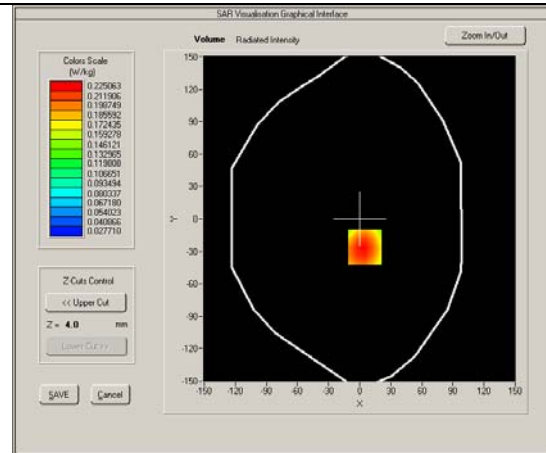 SAR Visualisation Graphical Interface
Volume Radiated Intensity
Zoom In/Out
Colors Scale
(W/kg)
0.225063
0.211906
0.198749
0.185592
0.172435
0.159278
0.146121
0.132965
0.119808
0.106651
0.093494
0.080337
0.067180
0.054023
0.040866
0.027710
Z Cuts Control
<< Upper Cut
Z = 4.0 mm
Lower Cut >>
SAVE
Cancel
150
120
90
60
30
Y
0
-30
-60
-90
-120
-150
-150 -120 -90 -60 -30 0 30 60 90 120 150
X